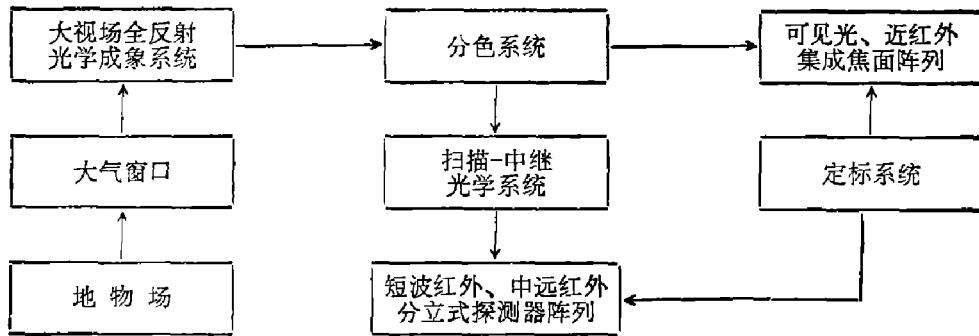 大视场全反射
光学成象系统
分色系统
可见光、近红外
集成焦面阵列
大气窗口
扫描-中继
光学系统
定标系统
地物场
短波红外、中远红外
分立式探测器阵列